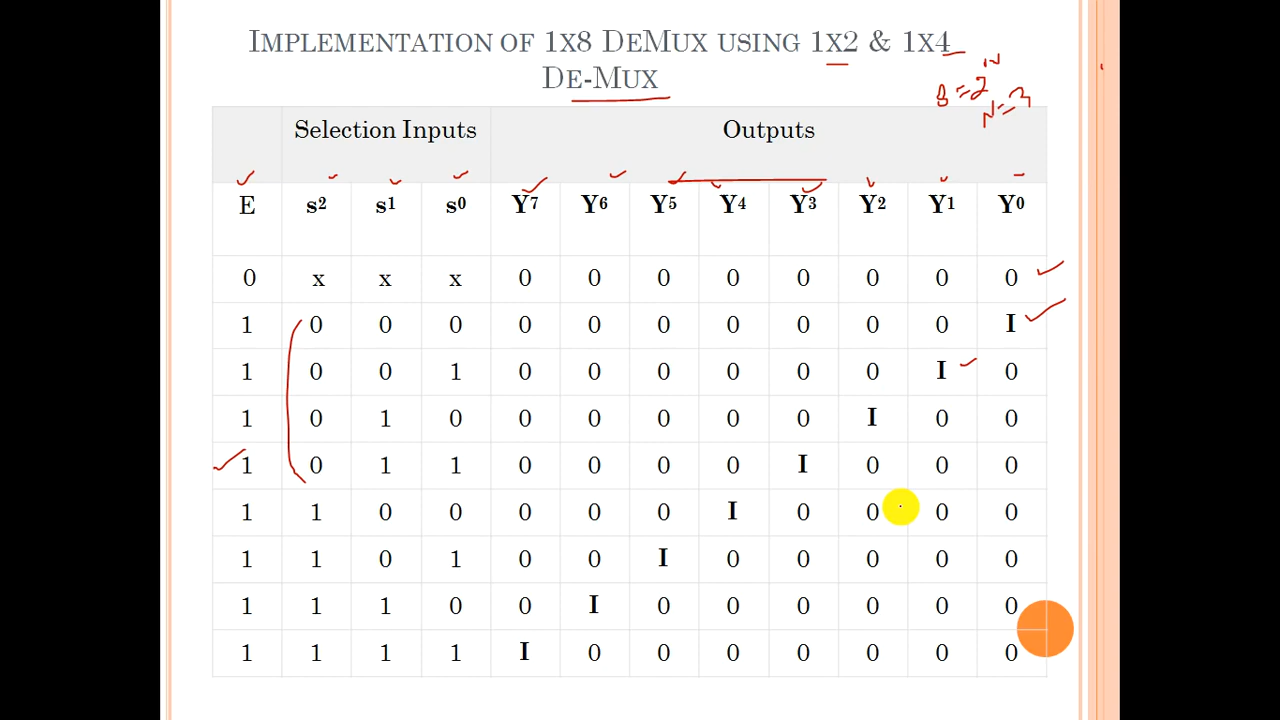 IMPLEMENTATION OF 1X8 DEMUX USING 1X2 & 1X4
DE-MUX
8=2^N
N=3
Selection Inputs Outputs
E s2 s1 s0 Y7 Y6 Y5 Y4 Y3 Y2 Y1 Y0
0 x x x 0 0 0 0 0 0 0 0
1 0 0 0 0 0 0 0 0 0 0 I
1 0 0 1 0 0 0 0 0 0 I 0
1 0 1 0 0 0 0 0 0 I 0 0
1 0 1 1 0 0 0 0 I 0 0 0
1 1 0 0 0 0 0 I 0 0 0 0
1 1 0 1 0 0 I 0 0 0 0 0
1 1 1 0 0 I 0 0 0 0 0 0
1 1 1 1 I 0 0 0 0 0 0 0